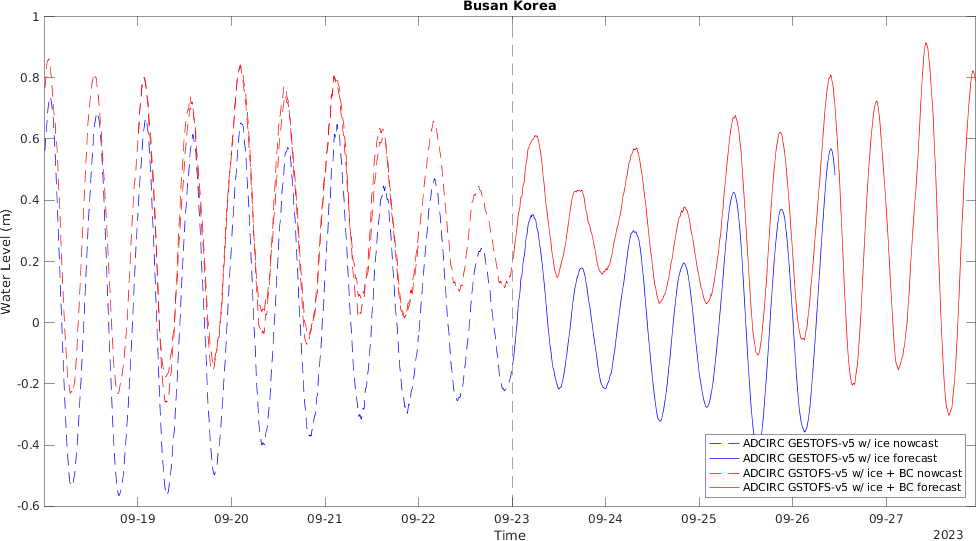 Busan Korea
Water Level (m)
1
0.8
0.6
0.4
0.2
0
-0.2
-0.4
-0.6
ADCIRC GESTOFS-v5 w/ ice nowcast
ADCIRC GESTOFS-v5 w/ ice forecast
ADCIRC GSTOFS-v5 w/ ice + BC nowcast
ADCIRC GSTOFS-v5 w/ ice + BC forecast
09-19 09-20 09-21 09-22 09-23 09-24 09-25 09-26 09-27
Time
2023